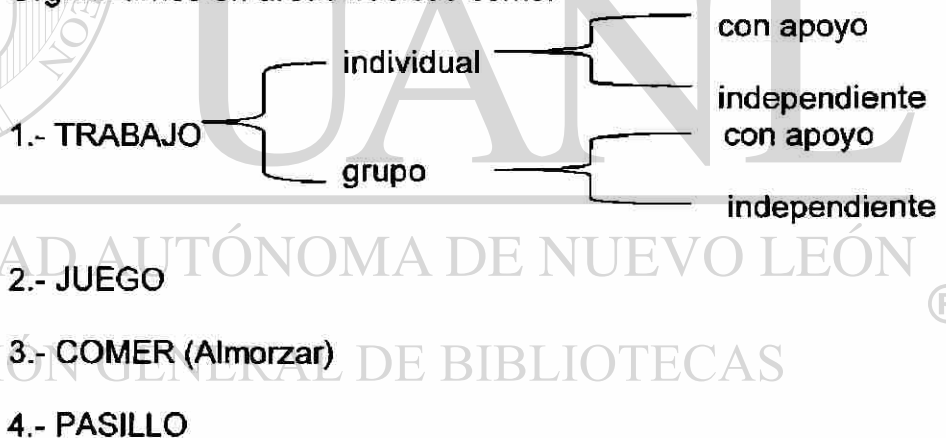 individual
con apoyo
independiente
1.- TRABAJO
grupo
con apoyo
independiente
2.- JUEGO
3.- COMER (Almorzar)
4.- PASILLO
UANL
AD AUTÓNOMA DE NUEVO LEÓN
®
IÓN GENERAL DE BIBLIOTECAS